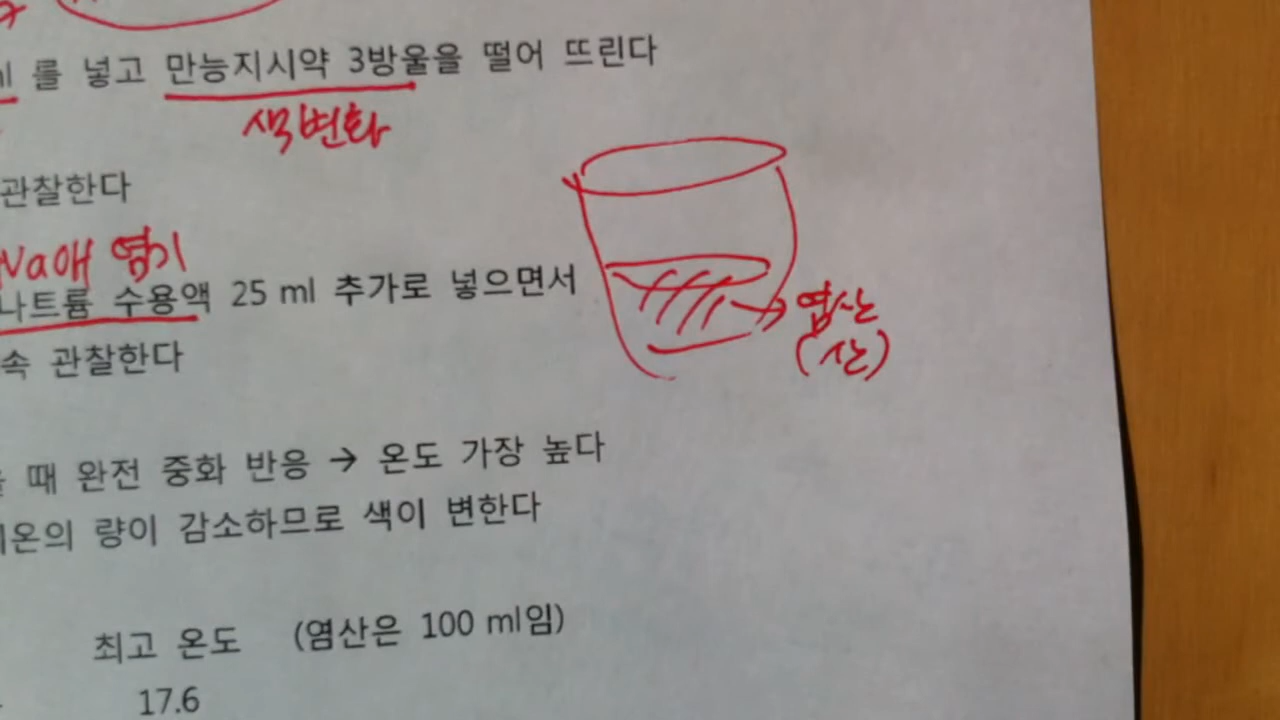 를 넣고 만능지시약 3방울을 떨어 뜨린다
색변화
관찰한다
염기
나트륨 수용액 25 ml 추가로 넣으면서
염산
(산)
속 관찰한다
때 완전 중화 반응 → 온도 가장 높다
온의 량이 감소하므로 색이 변한다
최고 온도 (염산은 100 ml임)
17.6